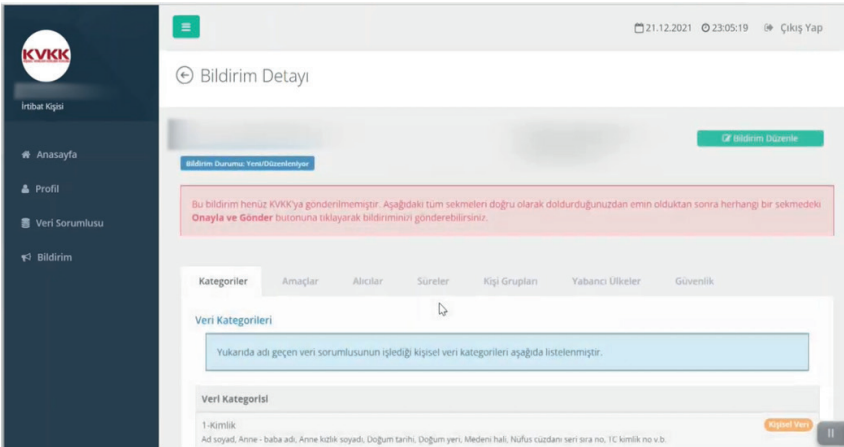 21.12.2021 23:05:19 Çıkış Yap
KVKK
Bildirim Detayı
İrtibat Kişisi
Bildirim Düzenle
Anasayfa
Bildirim Durumu: Yeni/Düzenleniyor
Profil
Bu bildirim henüz KVKK'ya gönderilmemiştir. Aşağıdaki tüm sekmeleri doğru olarak doldurduğunuzdan emin olduktan sonra herhangi bir sekmedeki
Onayla ve Gönder butonuna tıklayarak bildiriminizi gönderebilirsiniz.
Veri Sorumlusu
Bildirim
Kategoriler Amaçlar Alıcılar Süreler Kişi Grupları Yabancı Ülkeler Güvenlik
Veri Kategorileri
Yukarıda adı geçen veri sorumlusunun işlediği kişisel veri kategorileri aşağıda listelenmiştir.
Veri Kategorisi
1-Kimlik
Kişisel Veri
Ad soyad, Anne - baba adı, Anne kızlık soyadı, Doğum tarihi, Doğum yeri, Medeni hali, Nüfus cüzdanı seri sıra no, TC kimlik no v.b.